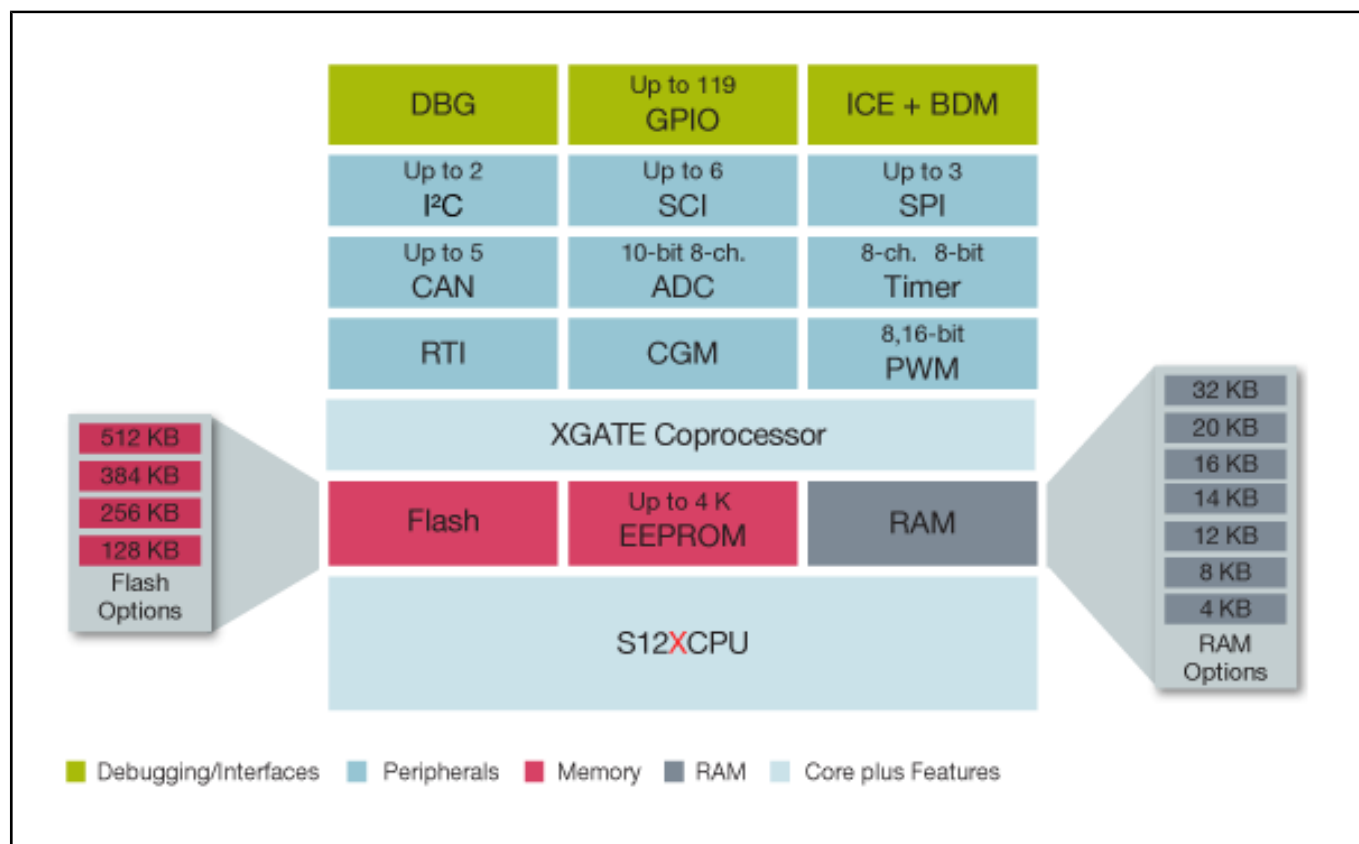 DBG
Up to 119
GPIO
ICE + BDM
Up to 2
I²C
Up to 6
SCI
Up to 3
SPI
Up to 5
CAN
10-bit 8-ch.
ADC
8-ch. 8-bit
Timer
RTI
CGM
8,16-bit
PWM
XGATE Coprocessor
512 KB
384 KB
256 KB
128 KB
Flash
Options
Flash
Up to 4 K
EEPROM
RAM
32 KB
20 KB
16 KB
14 KB
12 KB
8 KB
4 KB
RAM
Options
S12XCPU
Debugging/Interfaces
Peripherals
Memory
RAM
Core plus Features